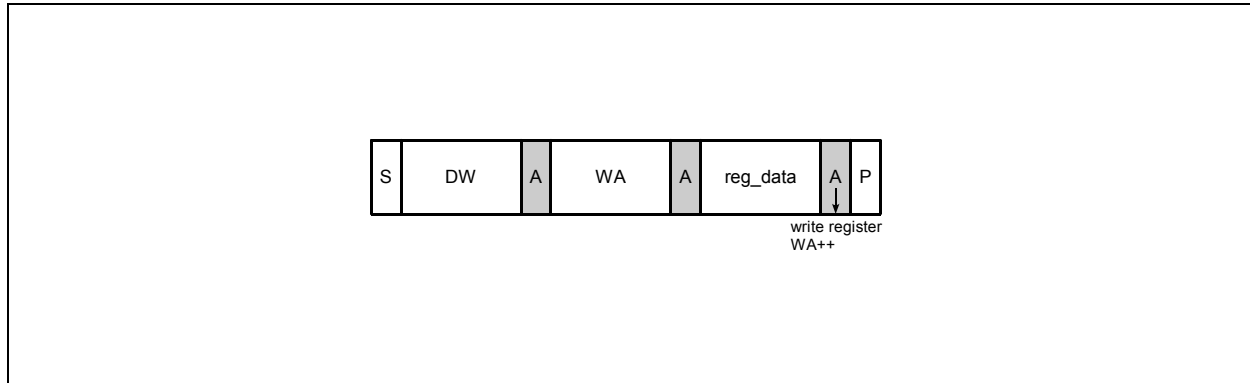 S DW A WA A reg_data A P
write register
WA++